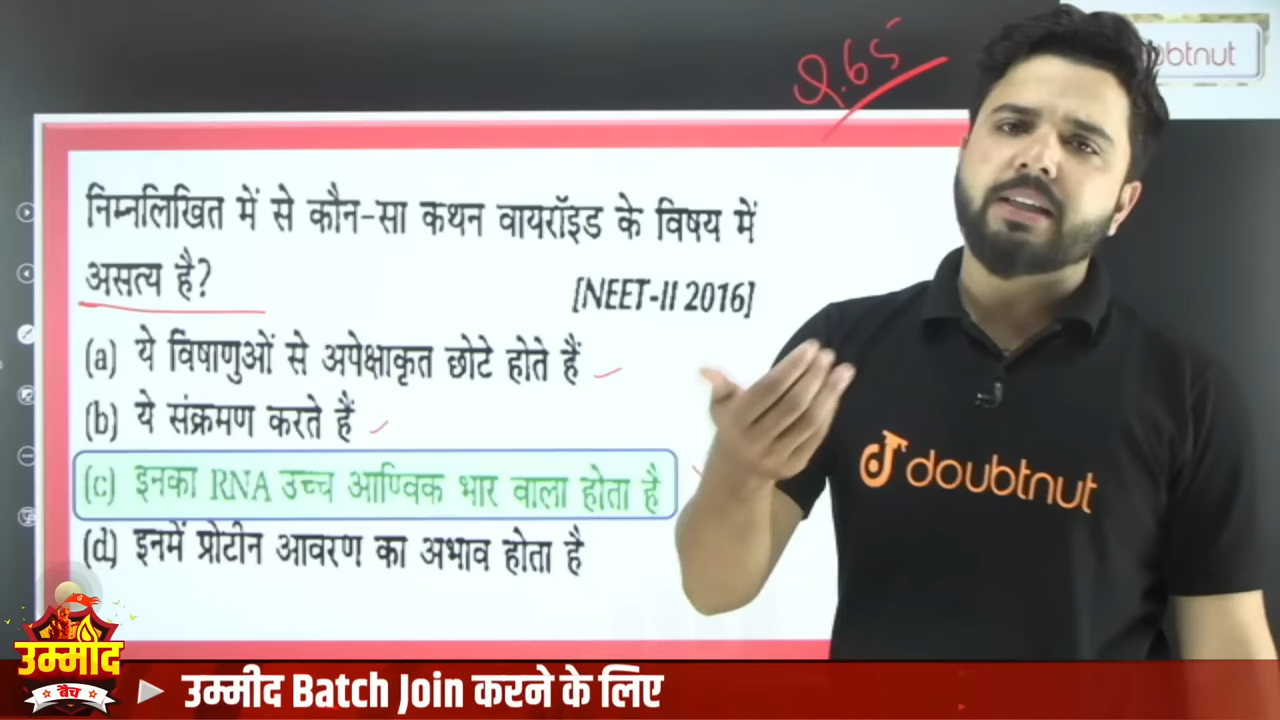 Q.65
निम्नलिखित में से कौन-सा कथन वायरॉइड के विषय में
असत्य है?
[NEET-II 2016]
(a) ये विषाणुओं से अपेक्षाकृत छोटे होते हैं
(b) ये संक्रमण करते हैं
(c) इनका RNA उच्च आण्विक भार वाला होता है
(d) इनमें प्रोटीन आवरण का अभाव होता है
doubtnut
उम्मीद
बैच
उम्मीद Batch Join करने के लिए